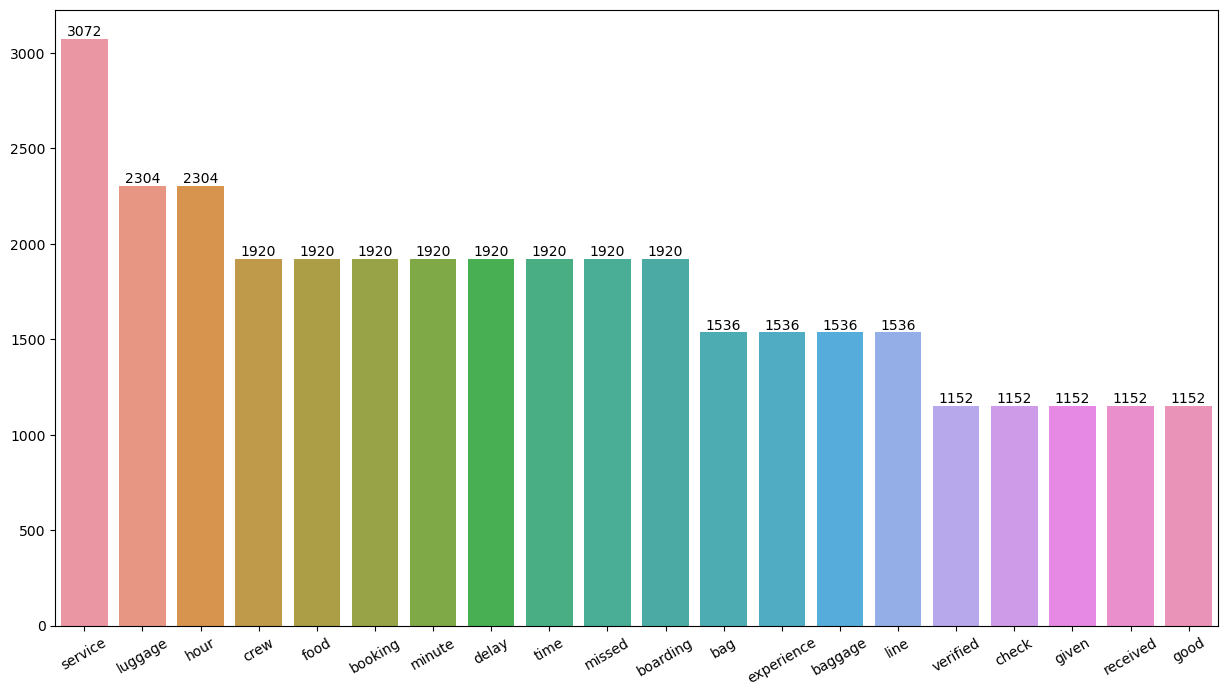 3072
2304 2304
1920 1920 1920 1920 1920 1920 1920 1920
1536 1536 1536 1536
1152 1152 1152 1152 1152
3000
2500
2000
1500
1000
500
0
service luggage hour crew food booking minute delay time missed boarding bag experience baggage line verified check given received good